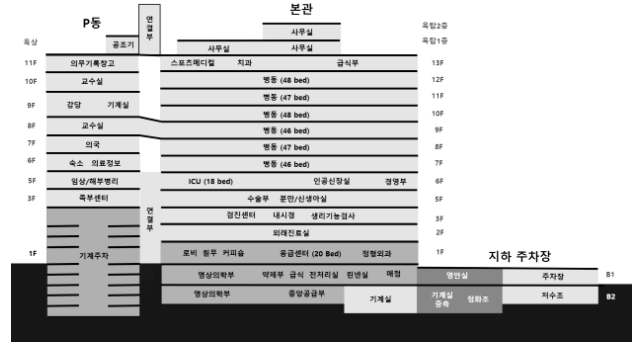 P동
연결부
본관
옥탑2층
사무실
옥상
공조기
사무실 사무실
옥탑1층
11F 의무기록창고
스포츠메디컬 치과 급식부 13F
10F 교수실
병동 (48 bed) 12F
9F 강당 기계실
병동 (47 bed) 11F
병동 (48 bed) 10F
8F 교수실
병동 (46 bed) 9F
7F 의국
병동 (47 bed) 8F
6F 숙소 의료정보
병동 (46 bed) 7F
5F 임상/해부병리
ICU (18 bed) 인공신장실 경영부 6F
3F 족부센터
수술부 분만/신생아실 5F
연결부
검진센터 내시경 생리기능검사 3F
외래진료실 2F
1F 기계주차
로비 원무 커피숍 응급센터 (20 Bed) 정형외과 1F
지하 주차장
영상의학부 약제부 급식 전처리실 린넨실 매점 영안실 주차장 B1
영상의학부 중앙공급부 기계실 기계실 증축 정화조 저수조 B2